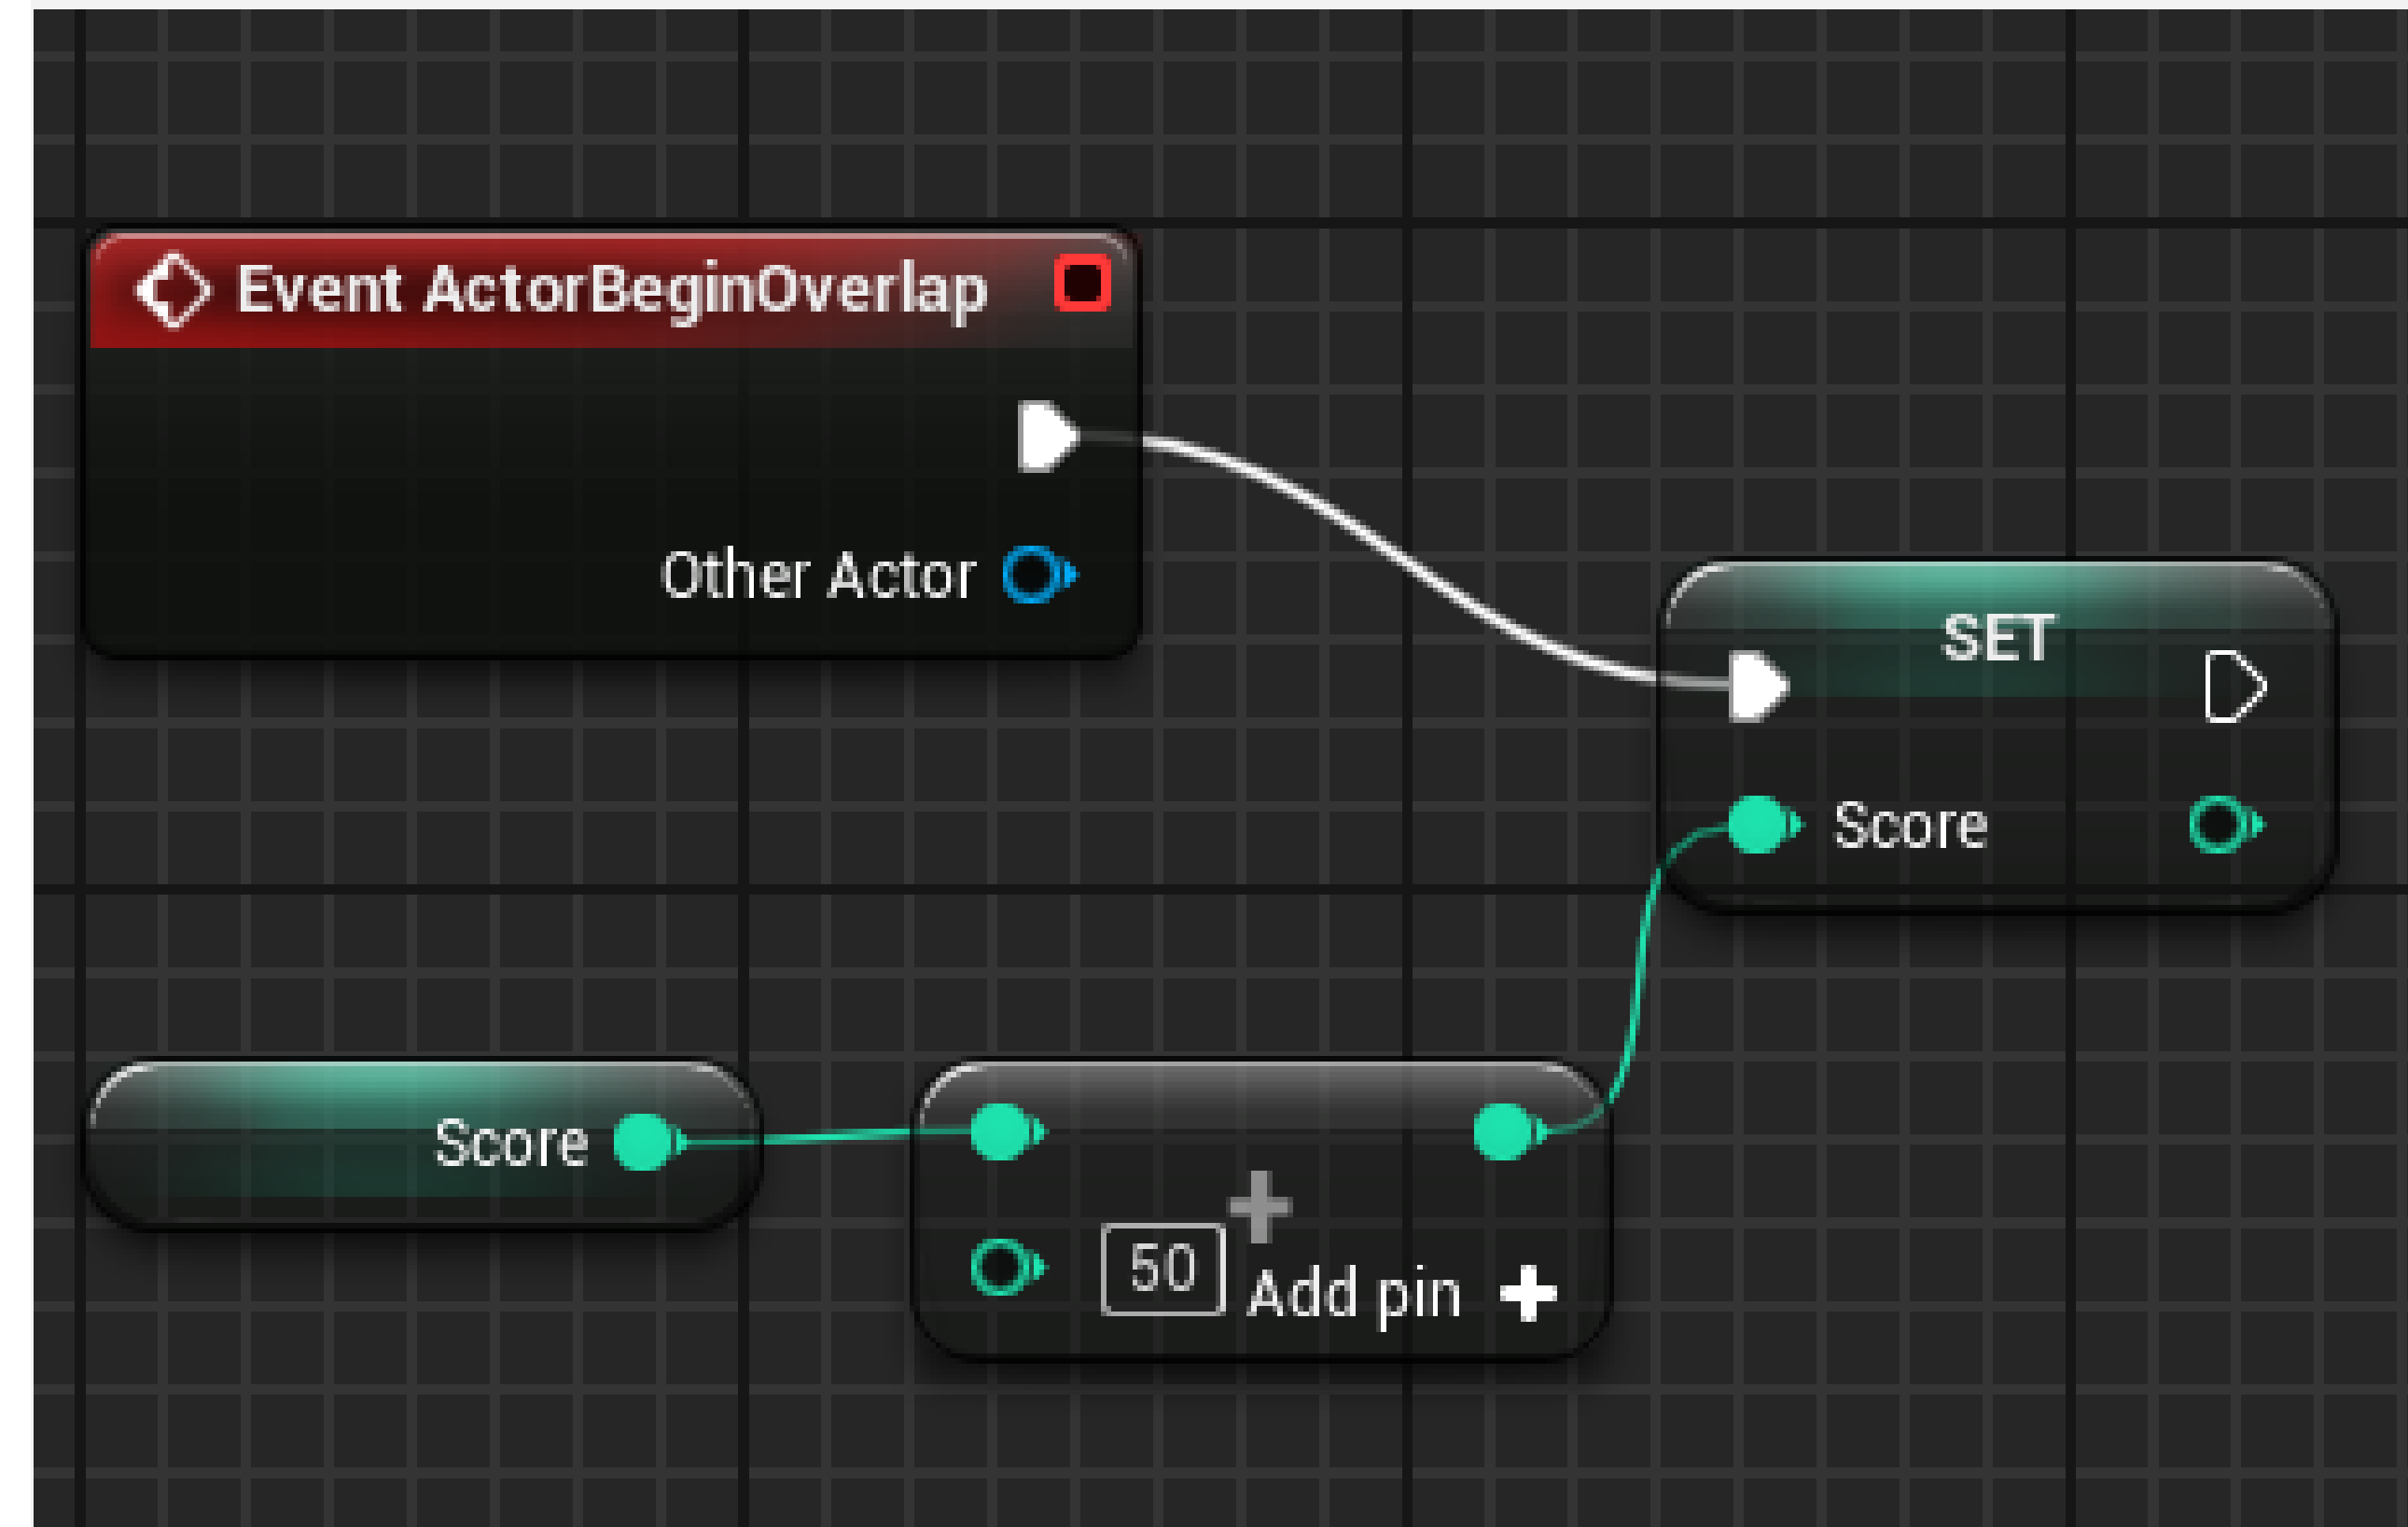 Event ActorBeginOverlap
Other Actor
SET
Score
Score
50
Add pin